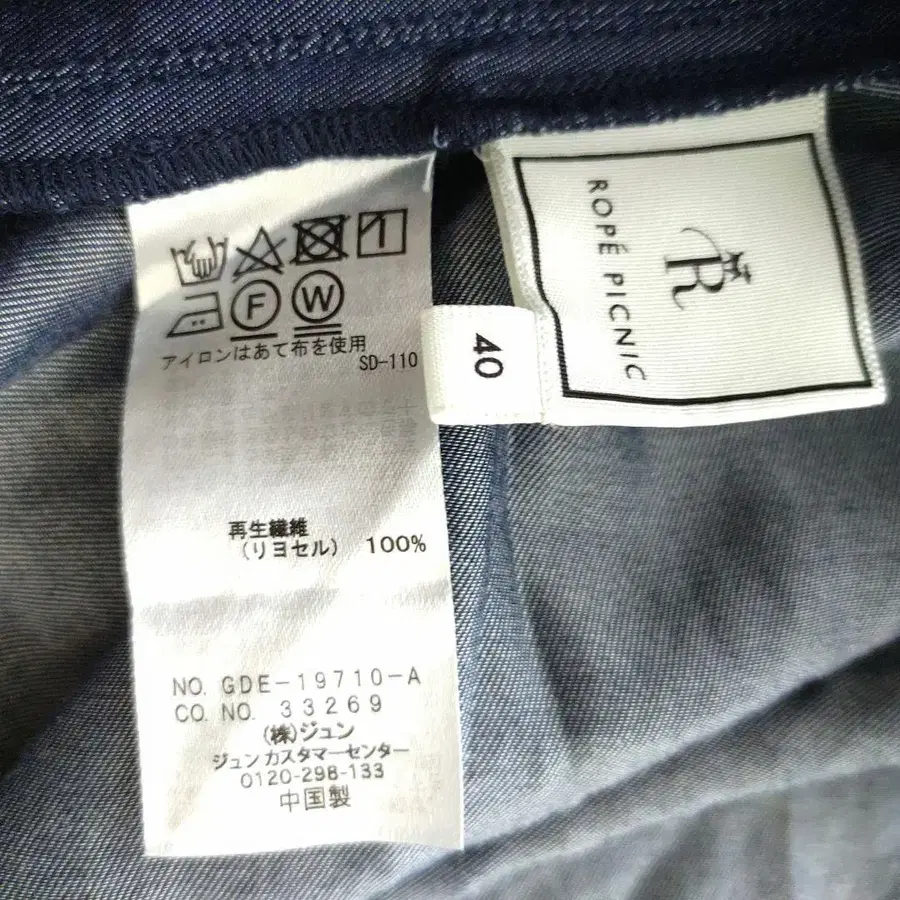 F W
アイロンはあて布を使用
SD-110
再生繊維
(リヨセル) 100%
NO. GDE-19710-A
CO. NO. 33269
(株)ジュン
ジュンカスタマーセンター
0120-298-133
中国製
40
R
ROPÉ PICNIC